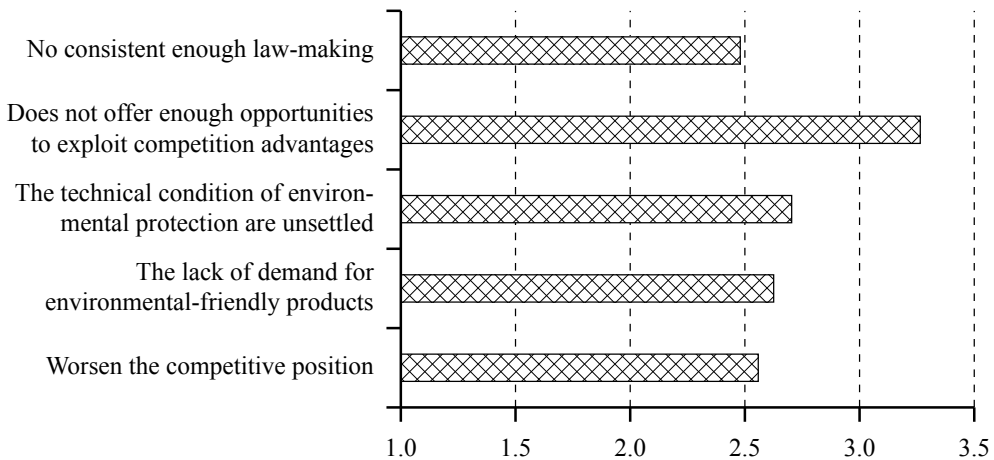 No consistent enough law-making
Does not offer enough opportunities
to exploit competition advantages
The technical condition of environ-
mental protection are unsettled
The lack of demand for
environmental-friendly products
Worsen the competitive position
1.0 1.5 2.0 2.5 3.0 3.5